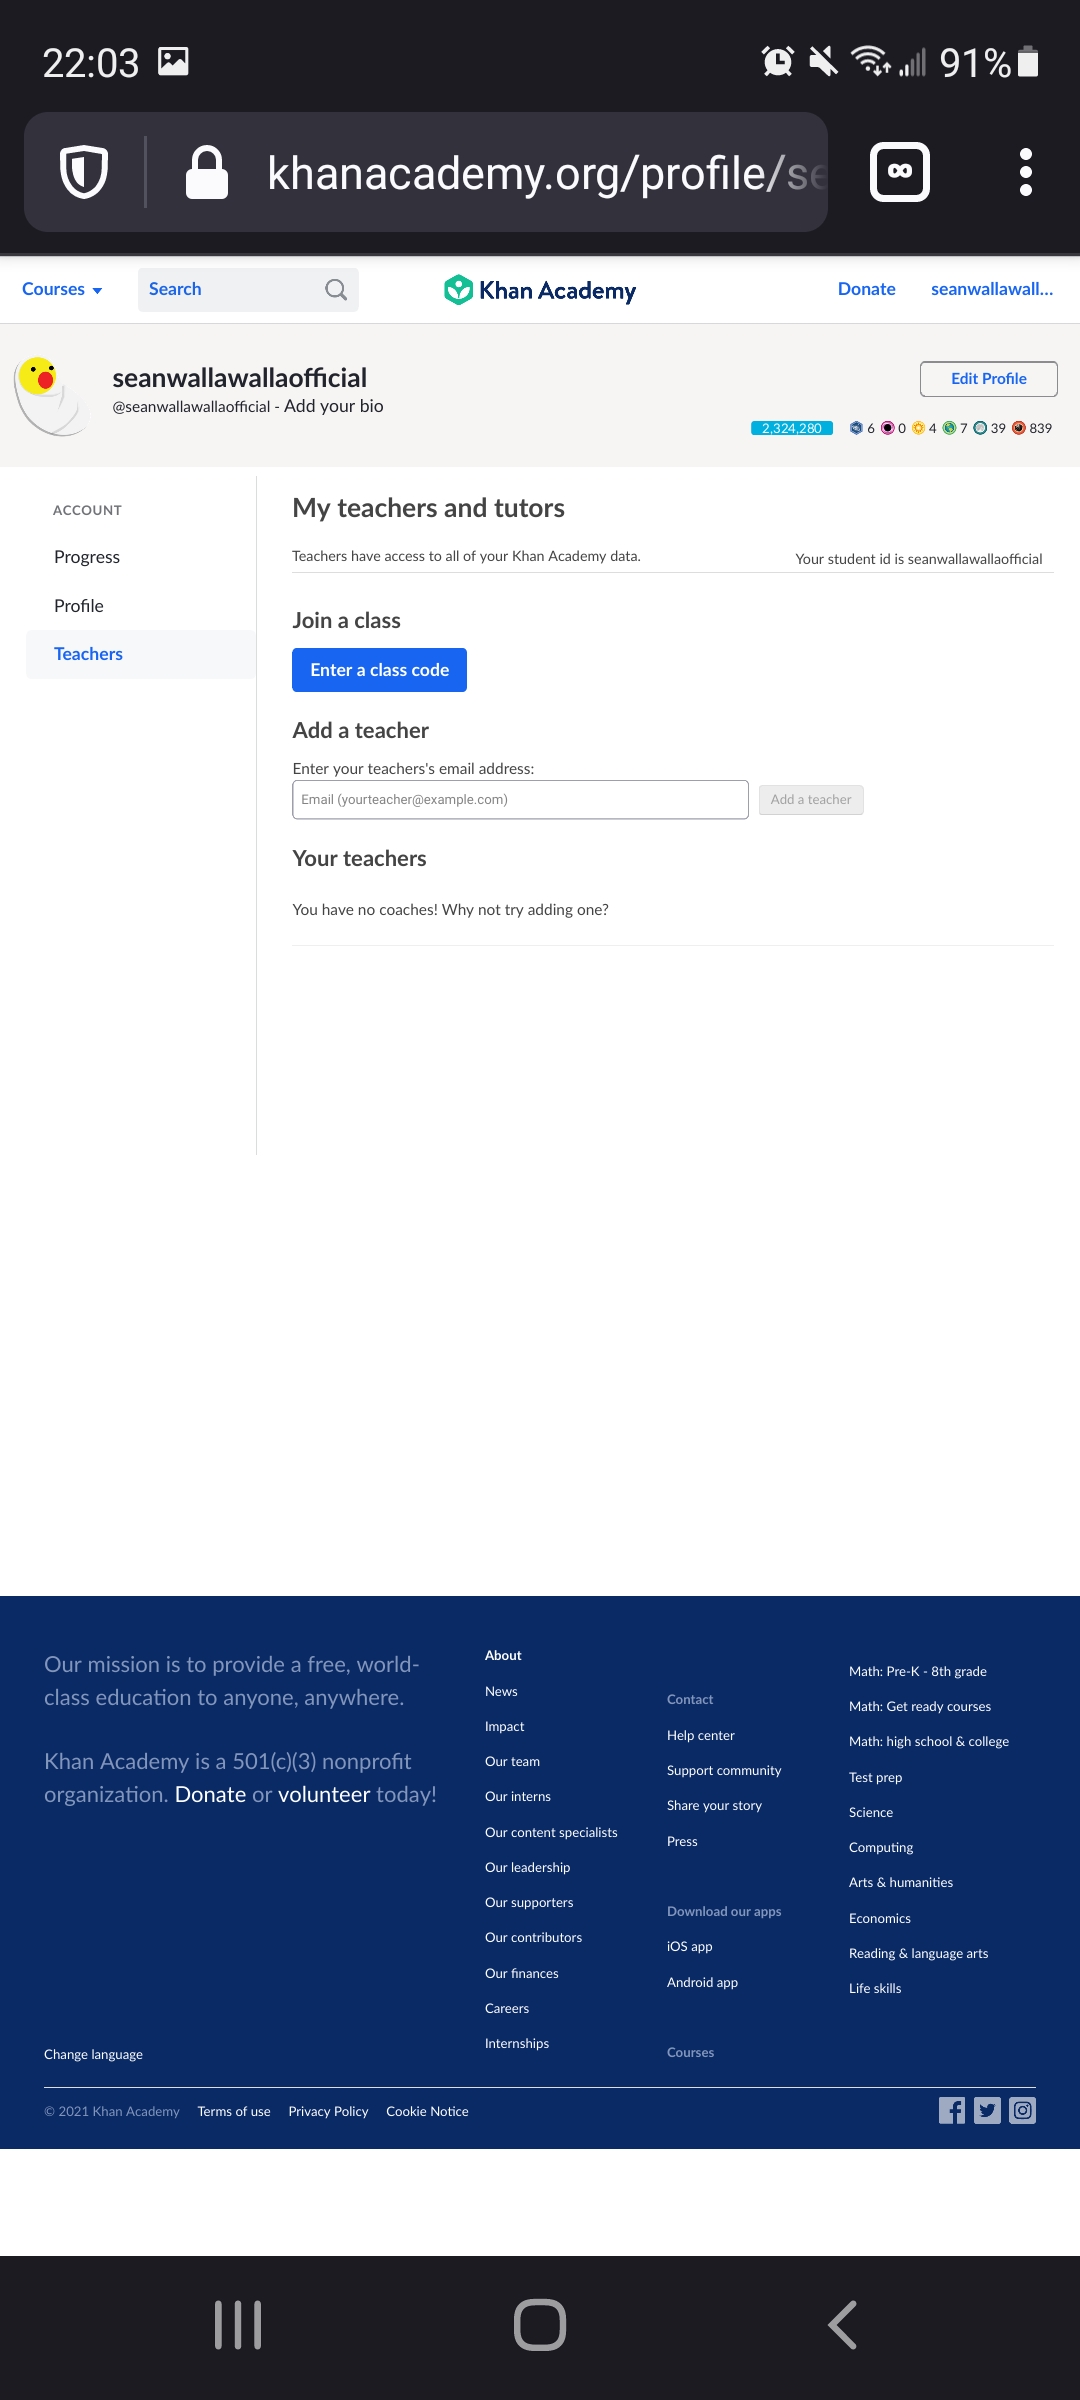 22:03
91%
khanacademy.org/profile/se
Courses
Search
Khan Academy
Donate
seanwallawall...
seanwallawallaofficial
@seanwallawallaofficial - Add your bio
Edit Profile
2,324,280 6 0 4 7 39 839
ACCOUNT
Progress
Profile
Teachers
My teachers and tutors
Teachers have access to all of your Khan Academy data.
Your student id is seanwallawallaofficial
Join a class
Enter a class code
Add a teacher
Enter your teachers's email address:
Email (yourteacher@example.com)
Add a teacher
Your teachers
You have no coaches! Why not try adding one?
Our mission is to provide a free, world-
class education to anyone, anywhere.
Khan Academy is a 501(c)(3) nonprofit
organization. Donate or volunteer today!
Change language
About
News
Impact
Our team
Our interns
Our content specialists
Our leadership
Our supporters
Our contributors
Our finances
Careers
Internships
Contact
Help center
Support community
Share your story
Press
Download our apps
iOS app
Android app
Courses
Math: Pre-K - 8th grade
Math: Get ready courses
Math: high school & college
Test prep
Science
Computing
Arts & humanities
Economics
Reading & language arts
Life skills
© 2021 Khan Academy
Terms of use
Privacy Policy
Cookie Notice